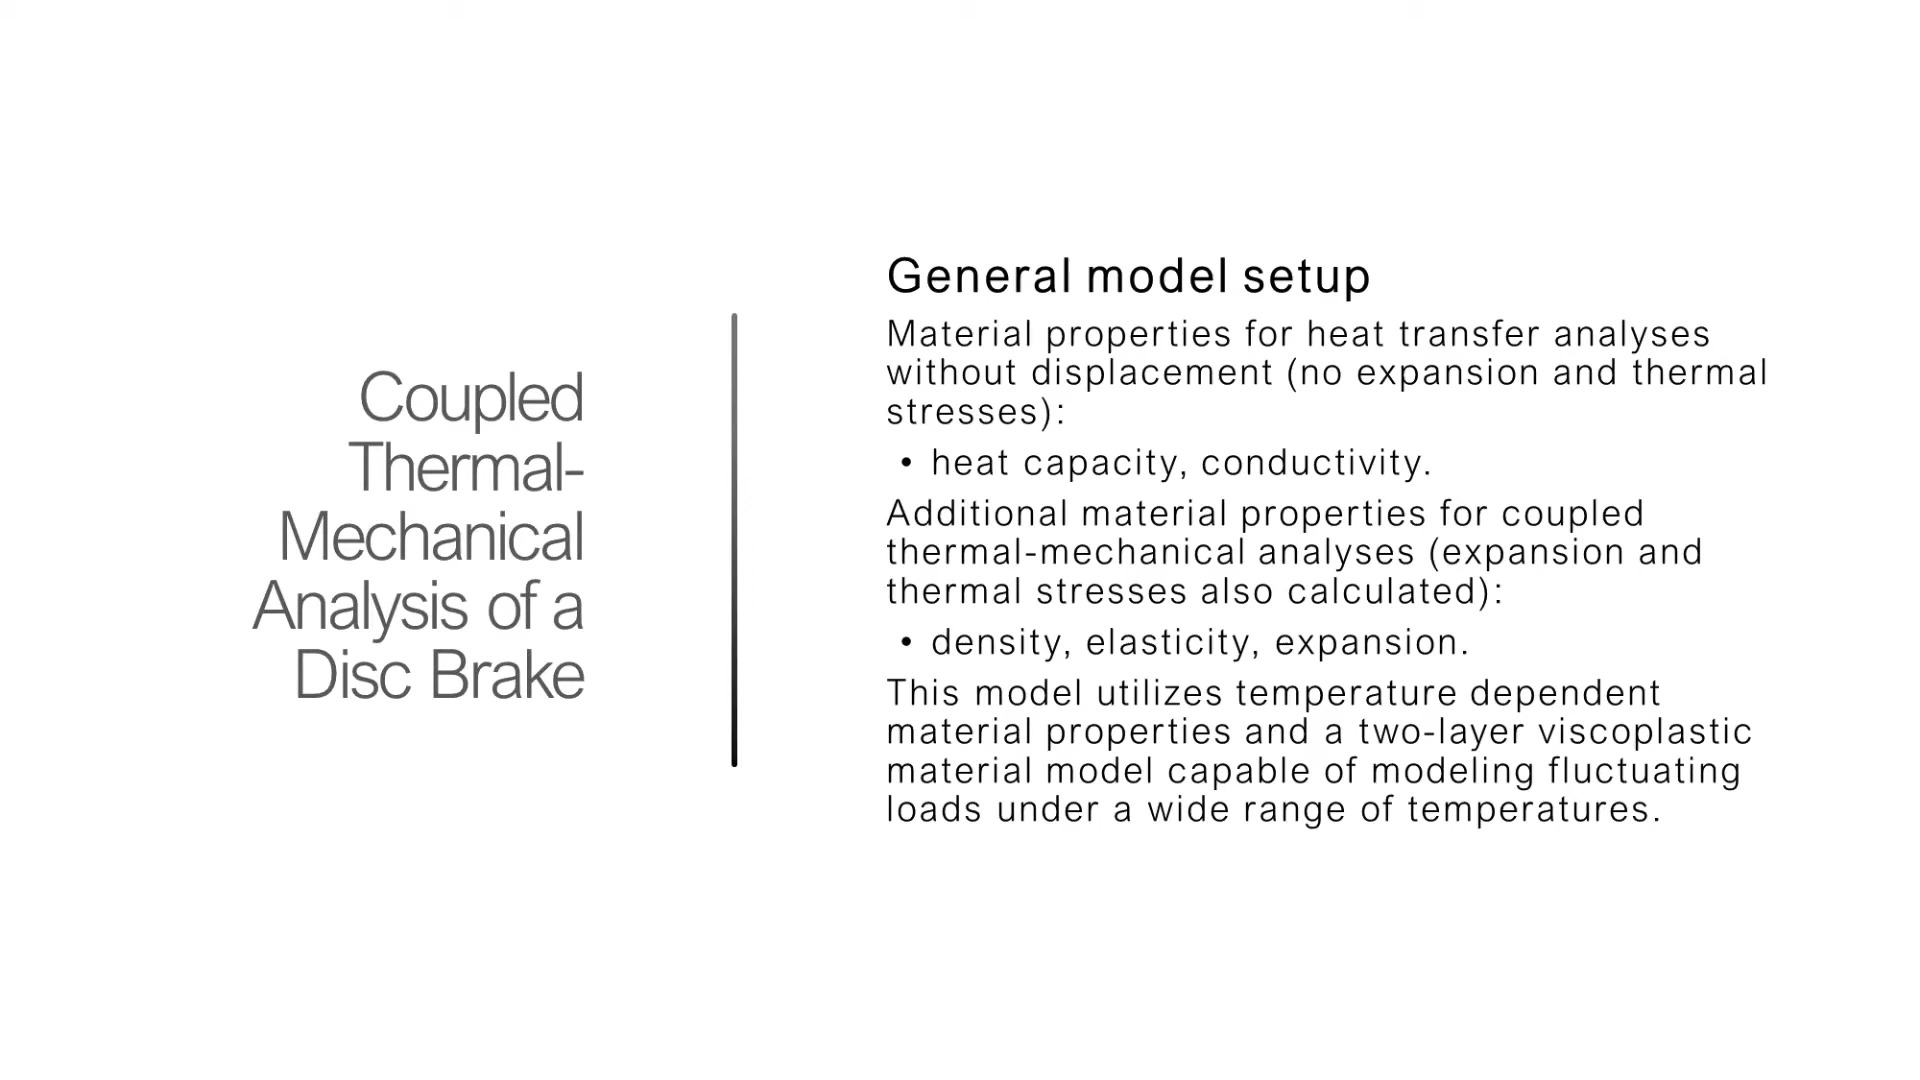 Coupled
Thermal-
Mechanical
Analysis of a
Disc Brake
General model setup
Material properties for heat transfer analyses
without displacement (no expansion and thermal
stresses):
• heat capacity, conductivity.
Additional material properties for coupled
thermal-mechanical analyses (expansion and
thermal stresses also calculated):
• density, elasticity, expansion.
This model utilizes temperature dependent
material properties and a two-layer viscoplastic
material model capable of modeling fluctuating
loads under a wide range of temperatures.